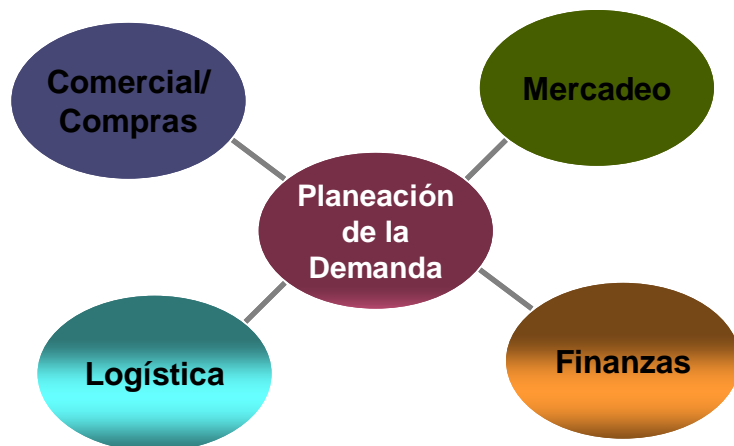 Comercial/
Compras
Mercadeo
Planeación
de la
Demanda
Logística
Finanzas